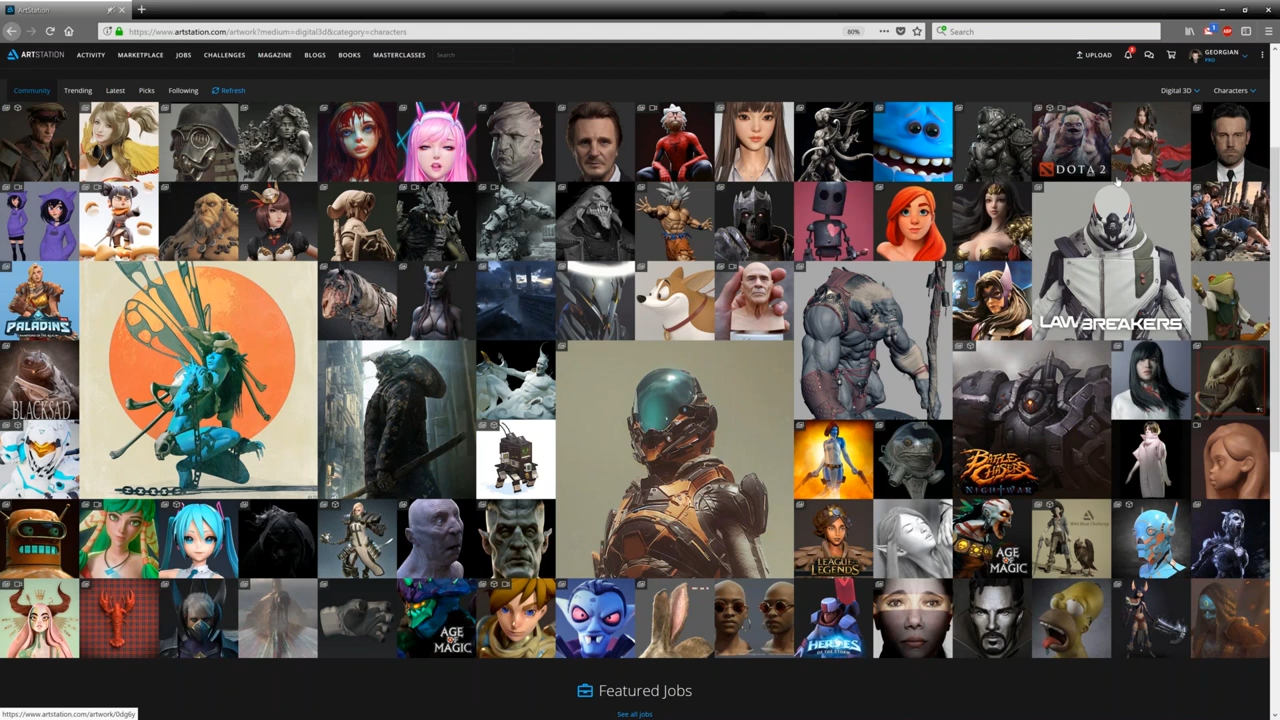 ArtStation
https://www.artstation.com/artwork?medium=digital3d&category=characters
80%
Search
ARTSTATION
ACTIVITY
MARKETPLACE
JOBS
CHALLENGES
MAGAZINE
BLOGS
BOOKS
MASTERCLASSES
Search
UPLOAD
GEORGIAN
PRO
Community
Trending
Latest
Picks
Following
Refresh
Digital 3D
Characters
DOTA 2
PALADINS
LAWBREAKERS
BLACKSAD
BATTLE CHASERS
NIGHTWAR
LEAGUE of LEGENDS
AGE OF MAGIC
AGE OF MAGIC
HEROES
OF THE STORM
Featured Jobs
See all jobs
https://www.artstation.com/artwork/0dg6y